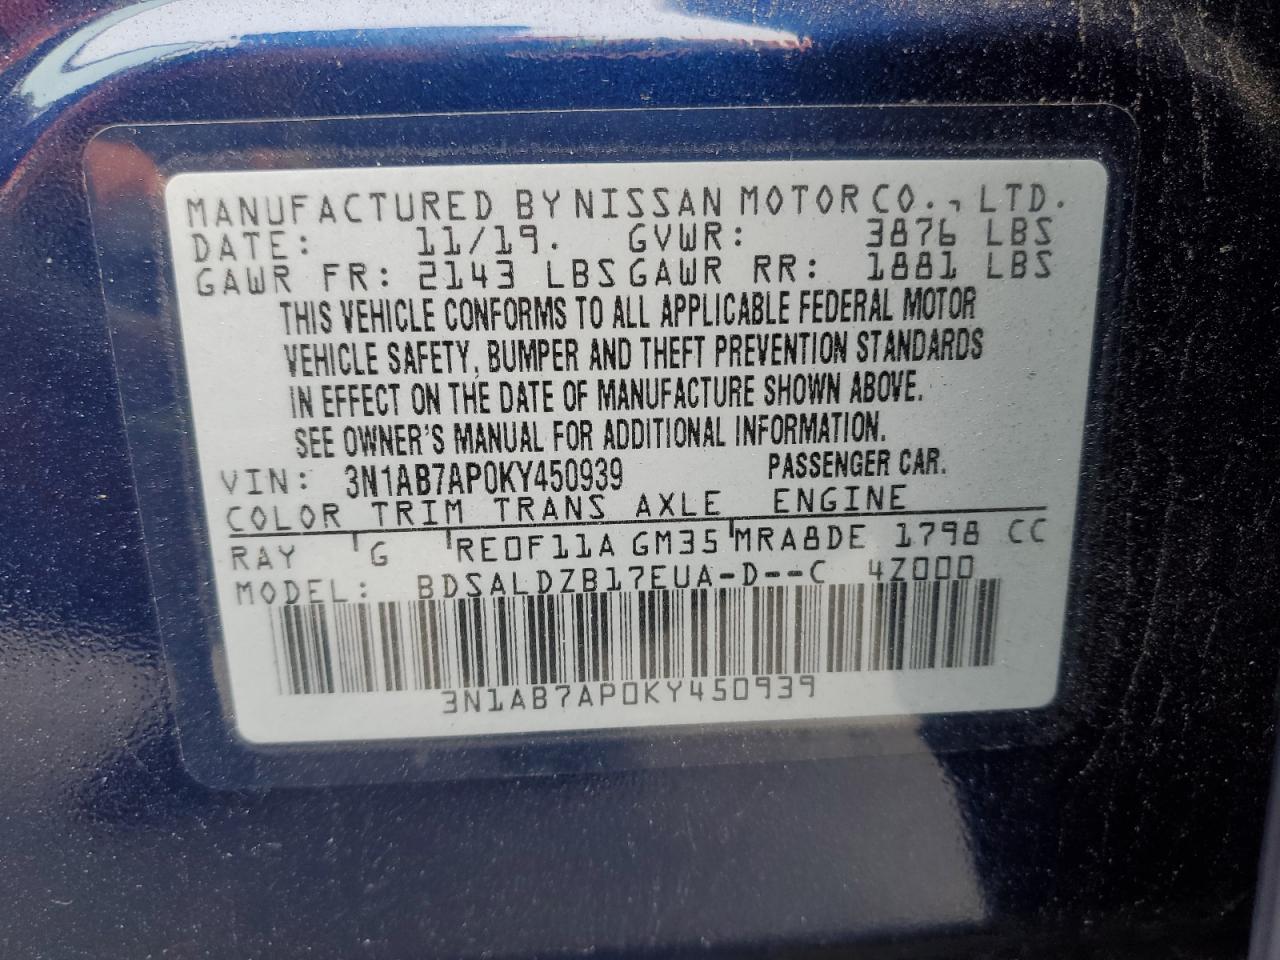 MANUFACTURED BY NISSAN MOTOR CO., LTD.
DATE: 11/19. GVWR: 3876 LBS
GAWR FR: 2143 LBS GAWR RR: 1881 LBS
THIS VEHICLE CONFORMS TO ALL APPLICABLE FEDERAL MOTOR
VEHICLE SAFETY, BUMPER AND THEFT PREVENTION STANDARDS
IN EFFECT ON THE DATE OF MANUFACTURE SHOWN ABOVE.
SEE OWNER'S MANUAL FOR ADDITIONAL INFORMATION.
VIN: 3N1AB7AP0KY450939 PASSENGER CAR.
COLOR TRIM TRANS AXLE ENGINE
RAY G RE0F11A GM35 MRA8DE 1798 CC
MODEL: BDSALDZB17EUA-D--C 4Z000
3N1AB7AP0KY450939